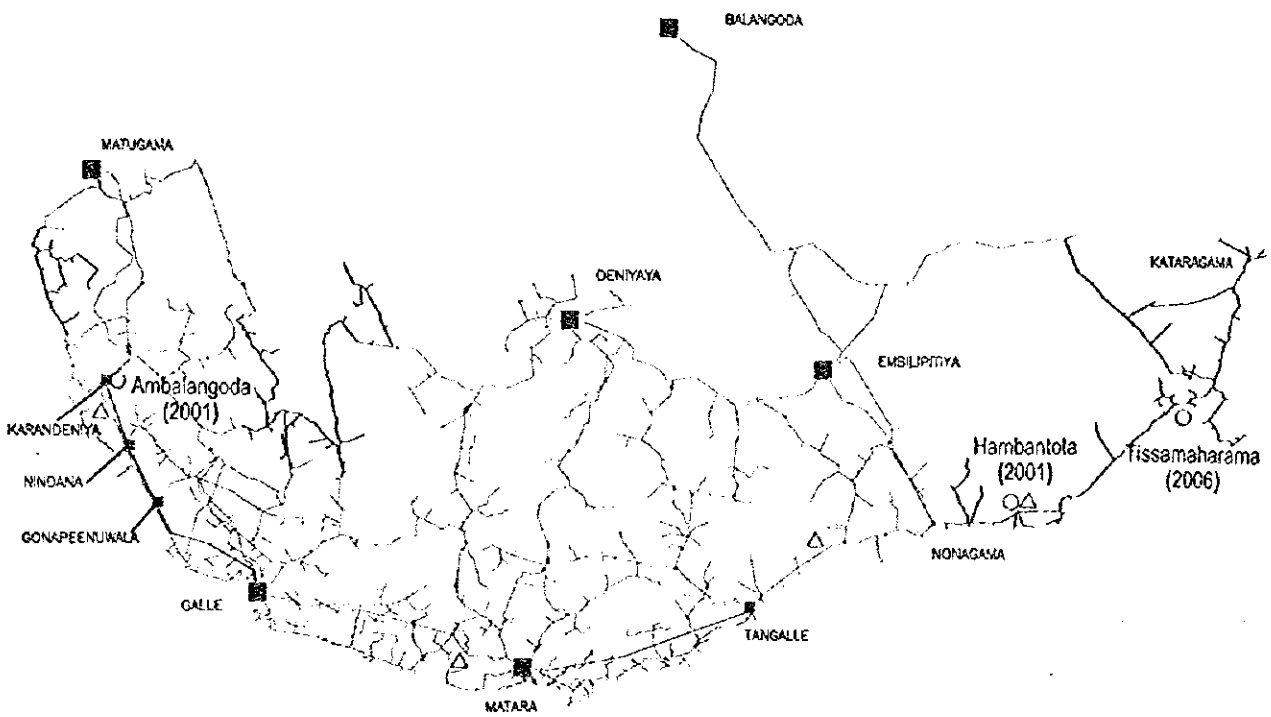 BALANGODA
MATUGAMA
KATARAGAMA
DENIYAYA
EMBILIPITIYA
Ambalangoda
(2001)
KARANDENIYA
Hambantota
(2001)
Tissamaharama
(2006)
NINDANA
GONAPEENUWALA
NONAGAMA
GALLE
TANGALLE
MATARA